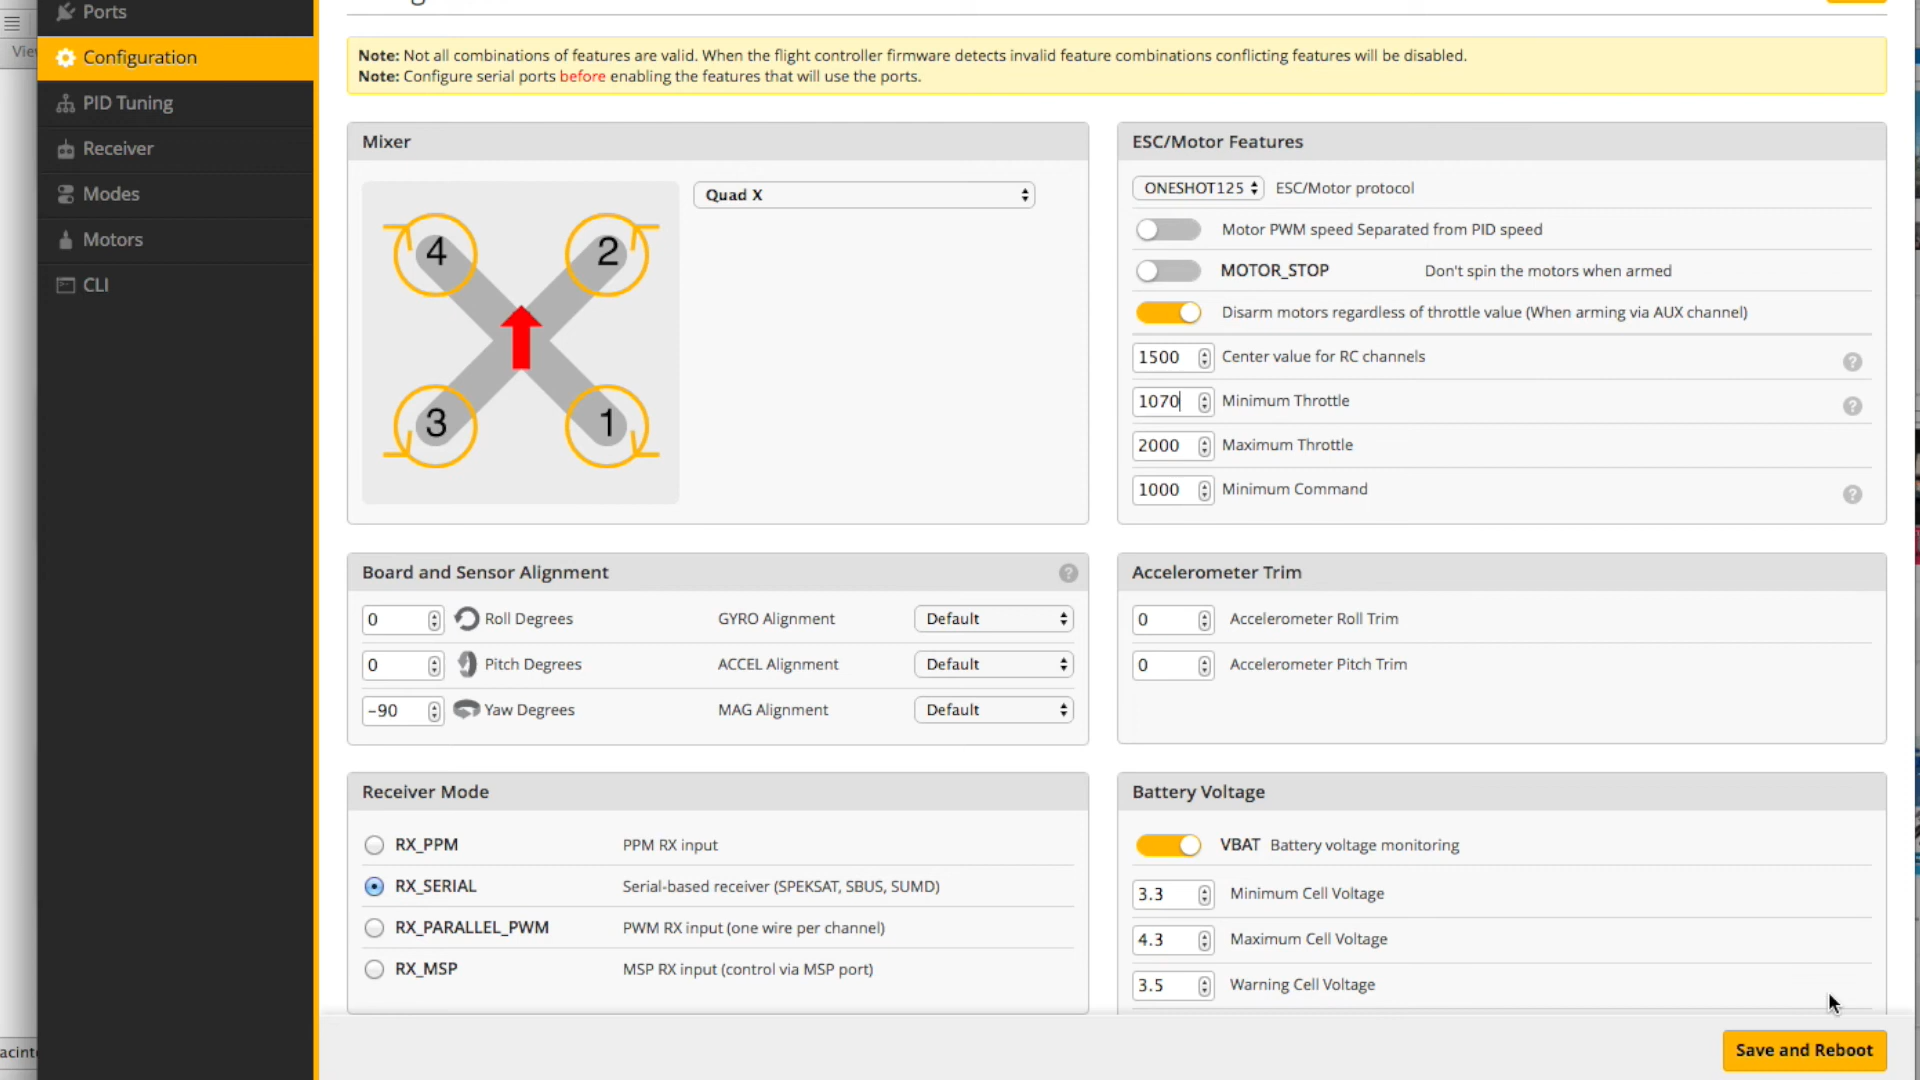 Ports
Configuration
PID Tuning
Receiver
Modes
Motors
CLI
Note: Not all combinations of features are valid. When the flight controller firmware detects invalid feature combinations conflicting features will be disabled.
Note: Configure serial ports before enabling the features that will use the ports.
Mixer
Quad X
4
2
3
1
ESC/Motor Features
ONESHOT125 ESC/Motor protocol
Motor PWM speed Separated from PID speed
MOTOR_STOP Don't spin the motors when armed
Disarm motors regardless of throttle value (When arming via AUX channel)
1500 Center value for RC channels ?
1070 Minimum Throttle ?
2000 Maximum Throttle
1000 Minimum Command ?
Board and Sensor Alignment ?
0 Roll Degrees GYRO Alignment Default
0 Pitch Degrees ACCEL Alignment Default
-90 Yaw Degrees MAG Alignment Default
Accelerometer Trim
0 Accelerometer Roll Trim
0 Accelerometer Pitch Trim
Receiver Mode
RX_PPM PPM RX input
RX_SERIAL Serial-based receiver (SPEKSAT, SBUS, SUMD)
RX_PARALLEL_PWM PWM RX input (one wire per channel)
RX_MSP MSP RX input (control via MSP port)
Battery Voltage
VBAT Battery voltage monitoring
3.3 Minimum Cell Voltage
4.3 Maximum Cell Voltage
3.5 Warning Cell Voltage
Save and Reboot